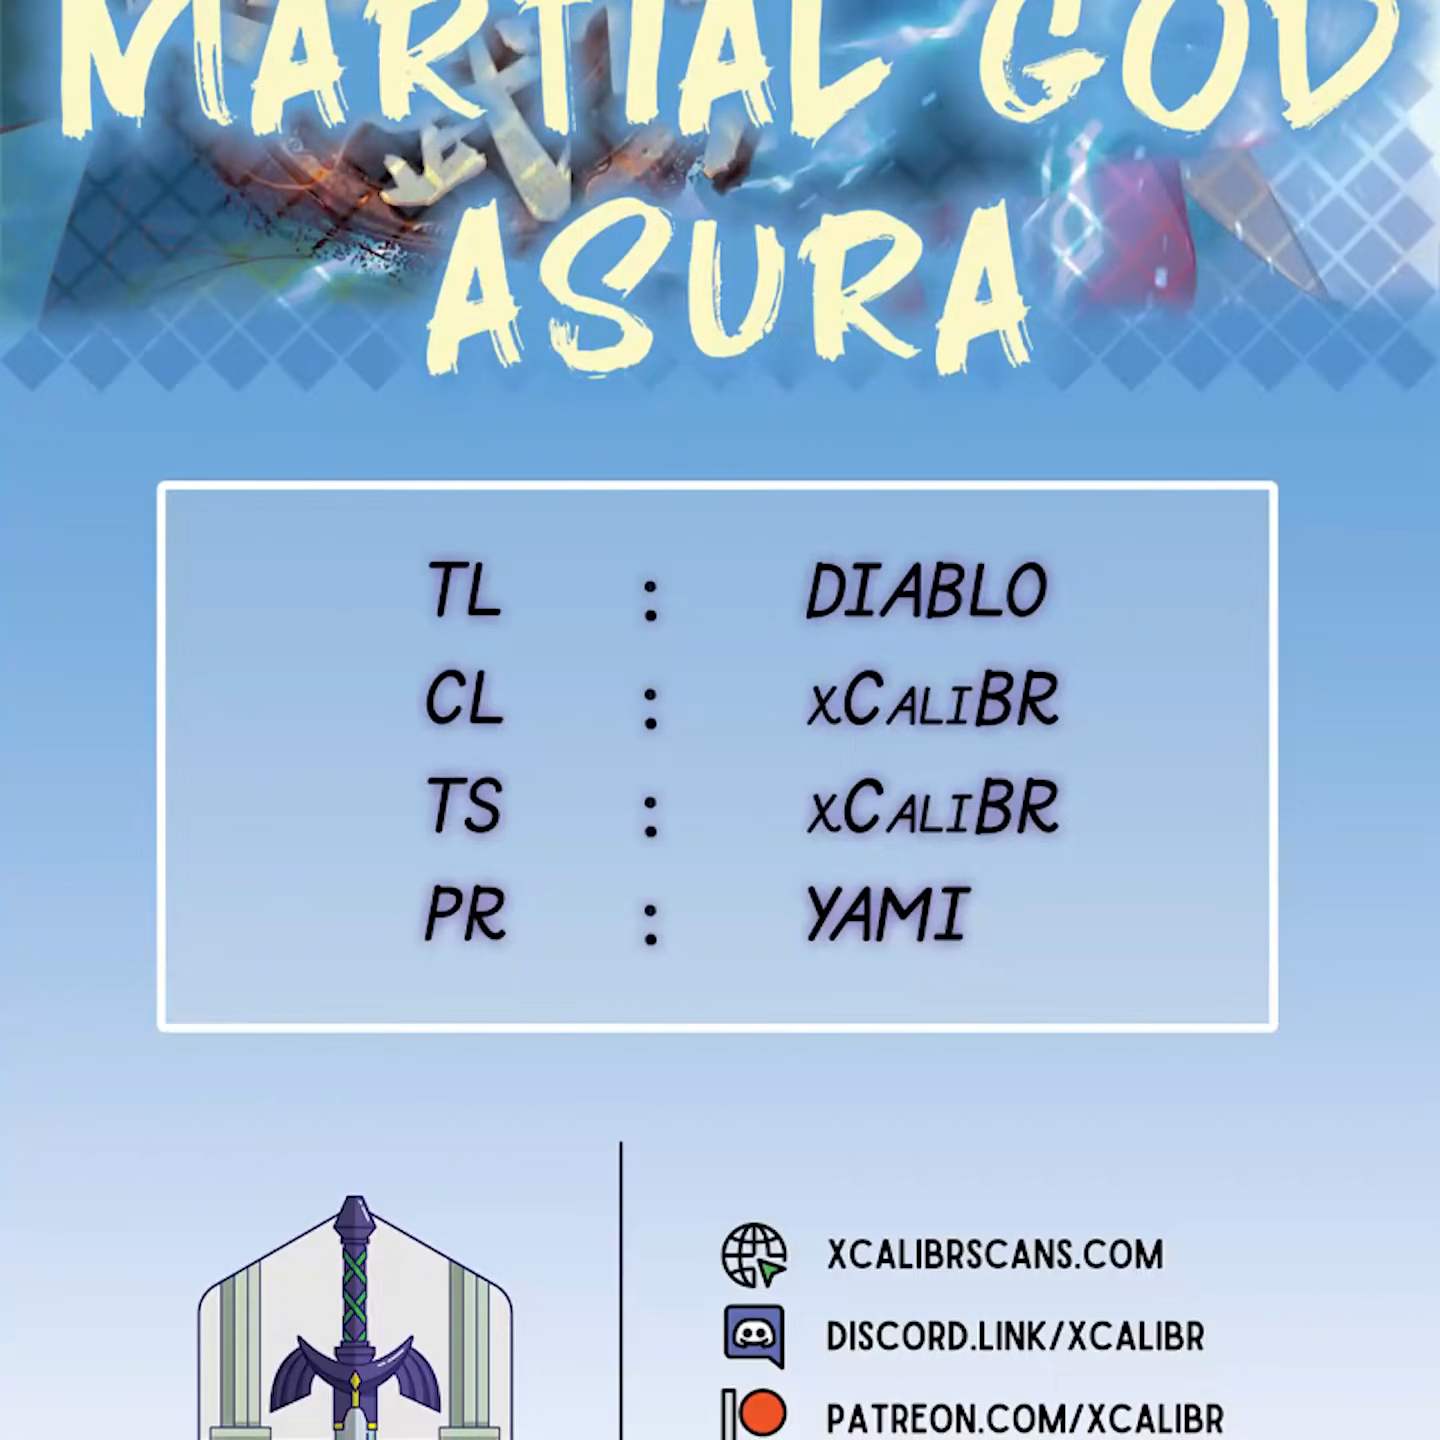 MARTIAL GOD
ASURA
TL : DIABLO
CL : xCALIBR
TS : xCALIBR
PR : YAMI
XCALIBRSCANS.COM
DISCORD.LINK/XCALIBR
PATREON.COM/XCALIBR